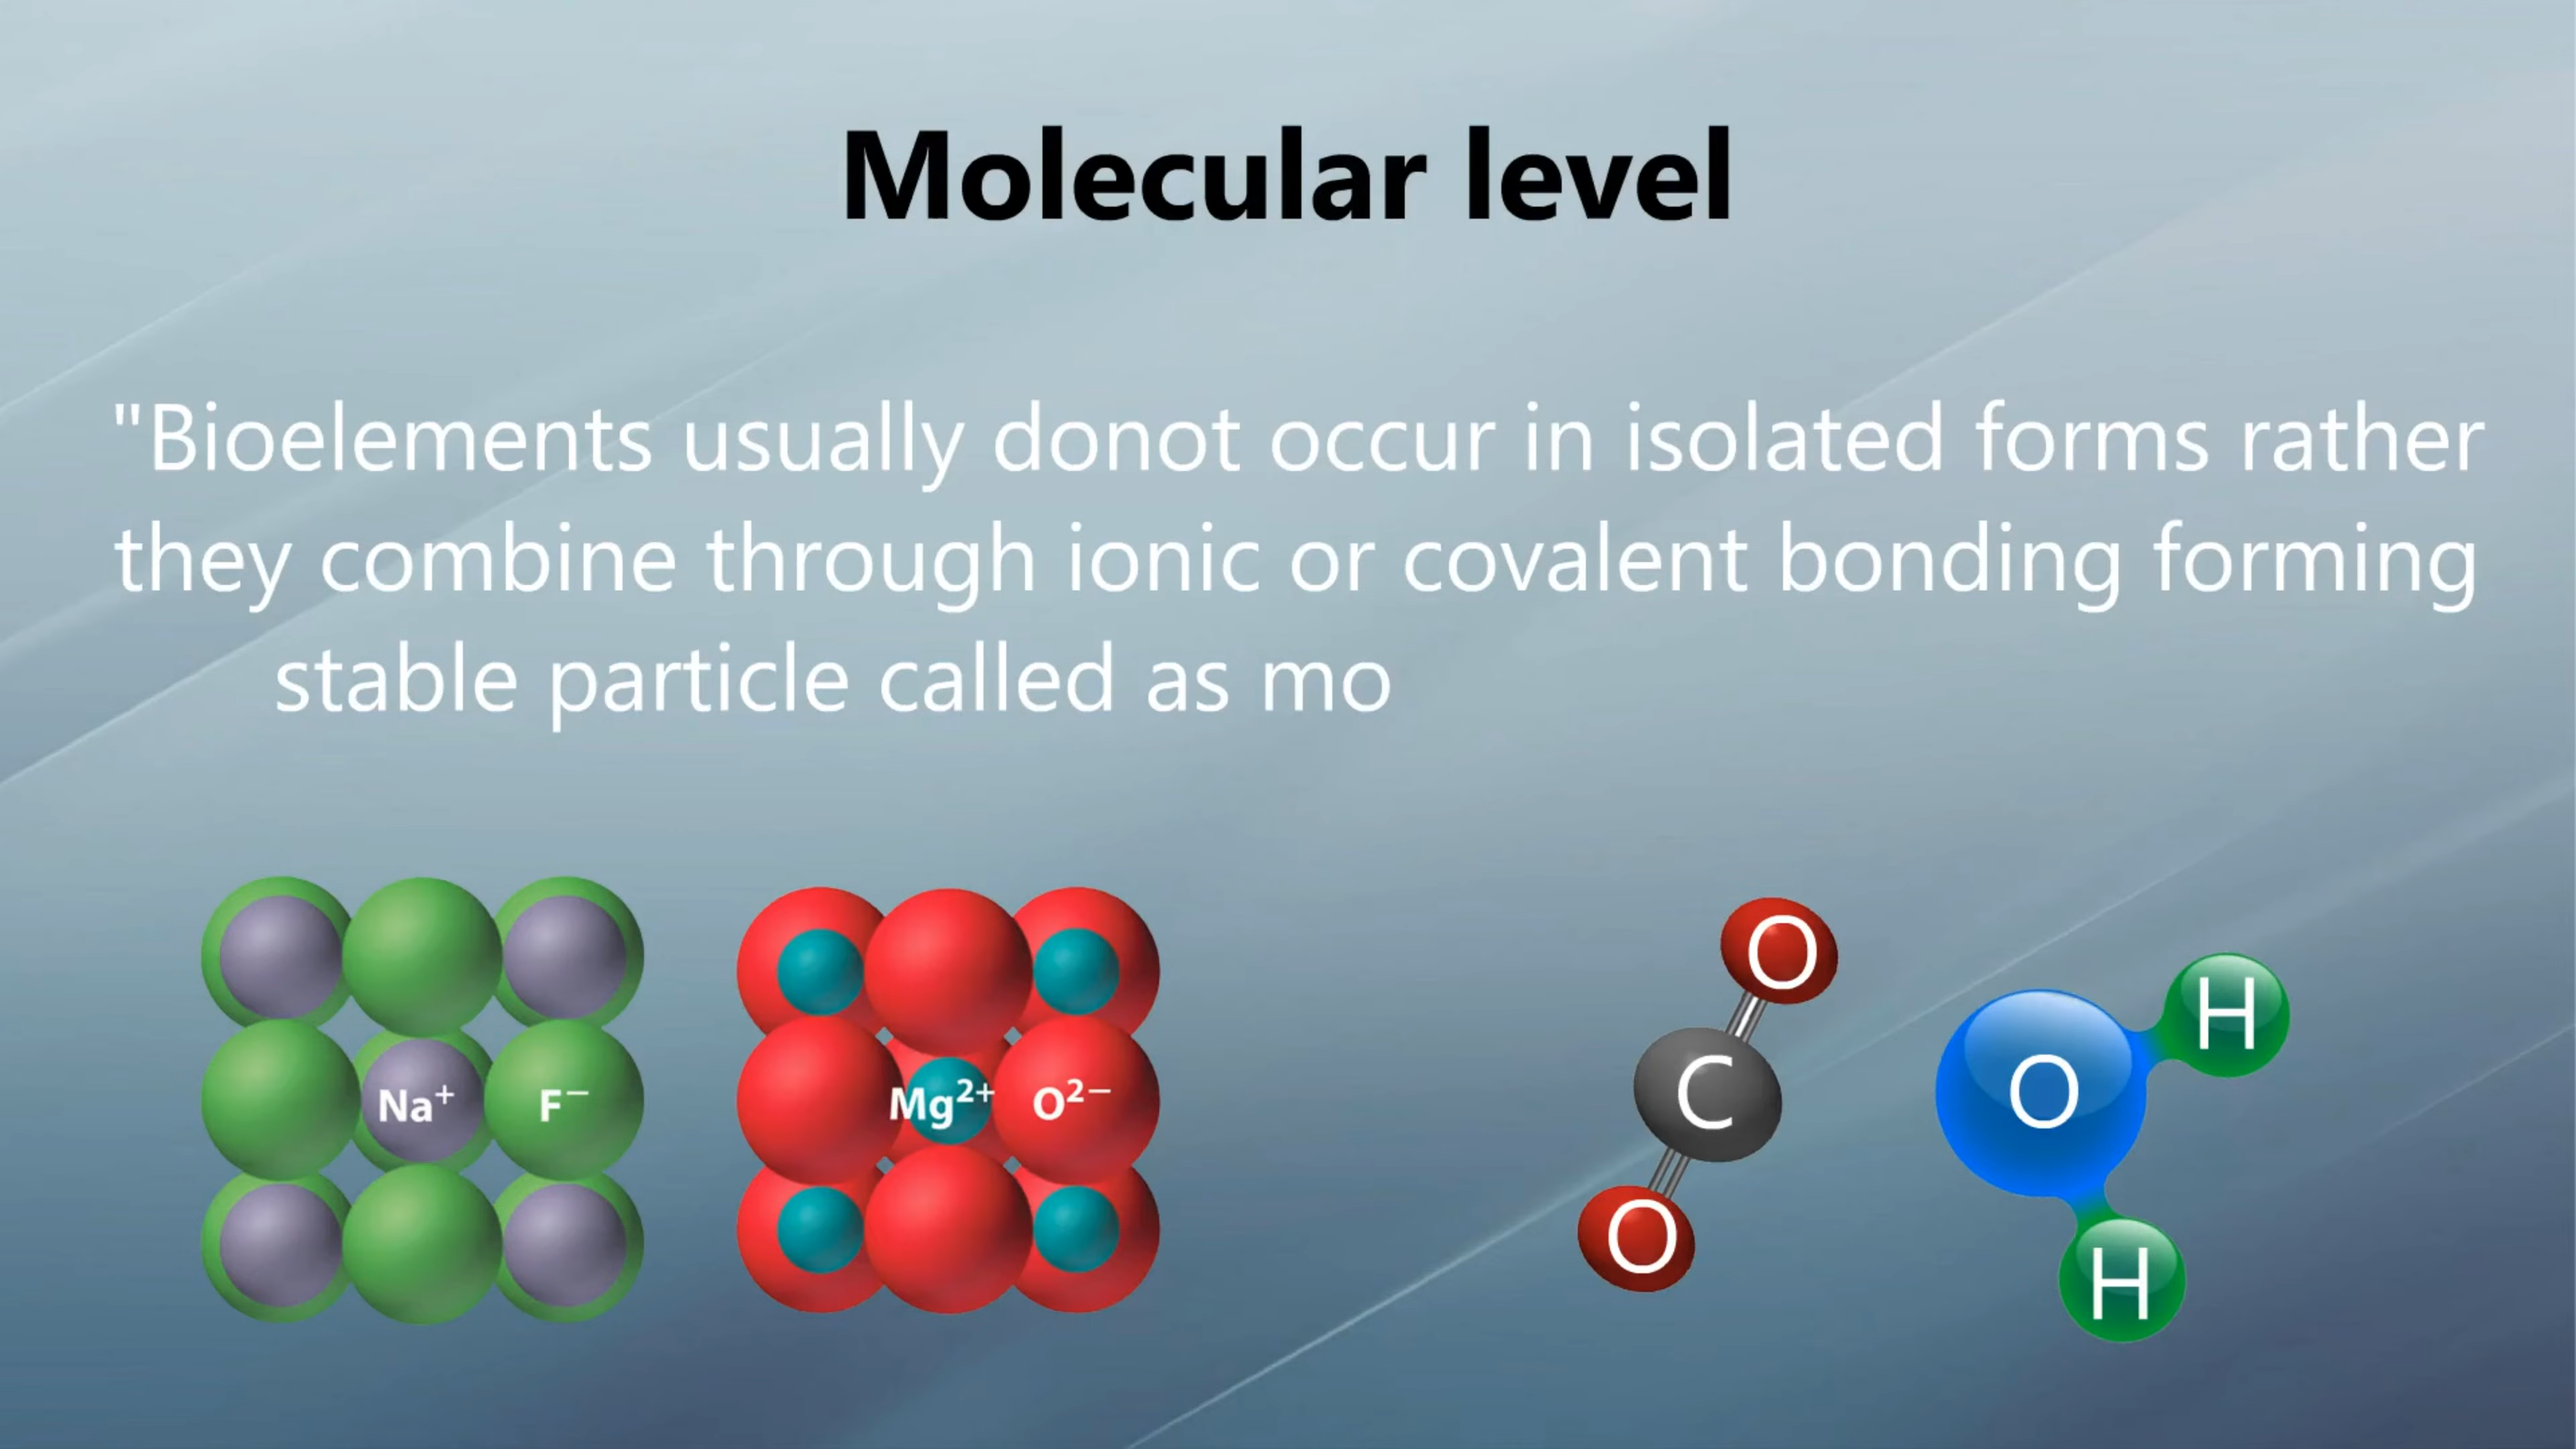 Molecular level
"Bioelements usually donot occur in isolated forms rather
they combine through ionic or covalent bonding forming
stable particle called as mo
Na⁺ F⁻
Mg²⁺ O²⁻
O
C
O
O
H
H